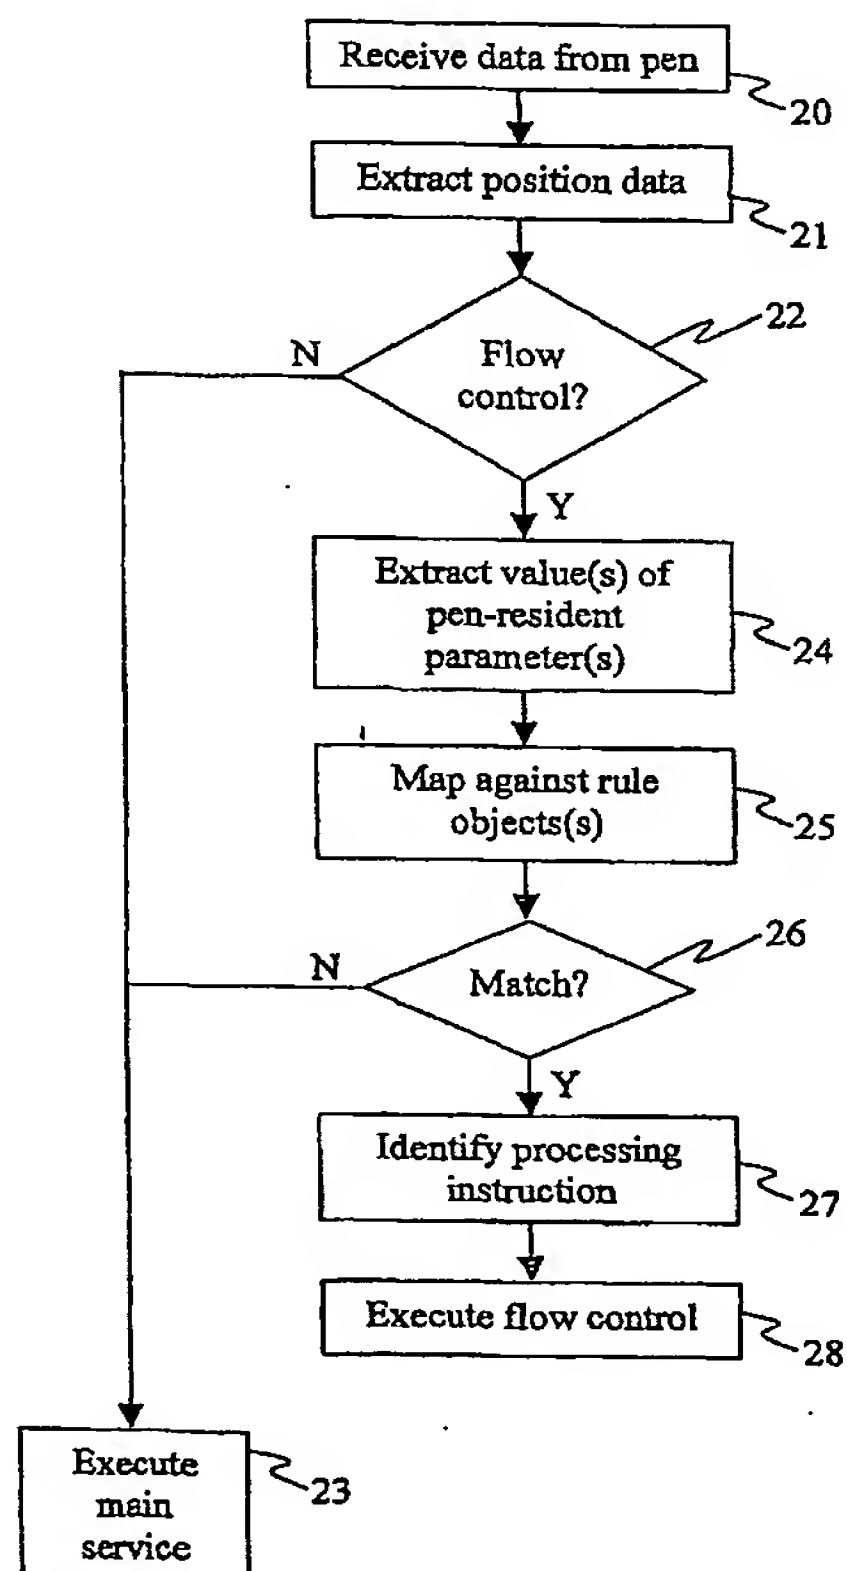 Receive data from pen
20
Extract position data
21
22
Flow
control?
N
Y
Extract value(s) of
pen-resident
parameter(s)
24
Map against rule
objects(s)
25
26
Match?
N
Y
Identify processing
instruction
27
Execute flow control
28
Execute
main
service
23